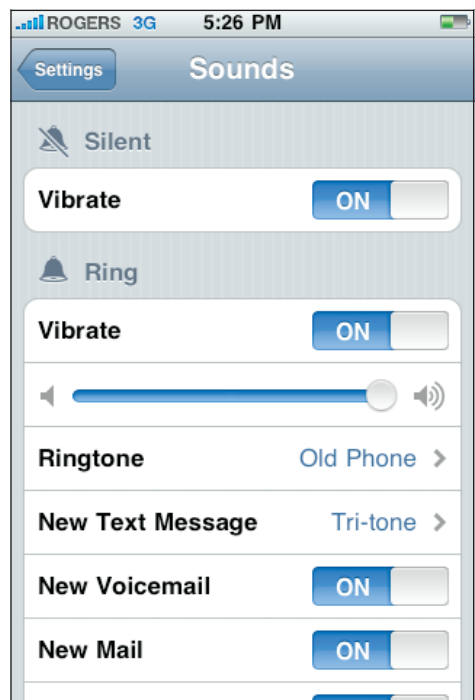 ROGERS 3G 5:26 PM
Settings Sounds
Silent
Vibrate ON
Ring
Vibrate ON
Ringtone Old Phone
New Text Message Tri-tone
New Voicemail ON
New Mail ON